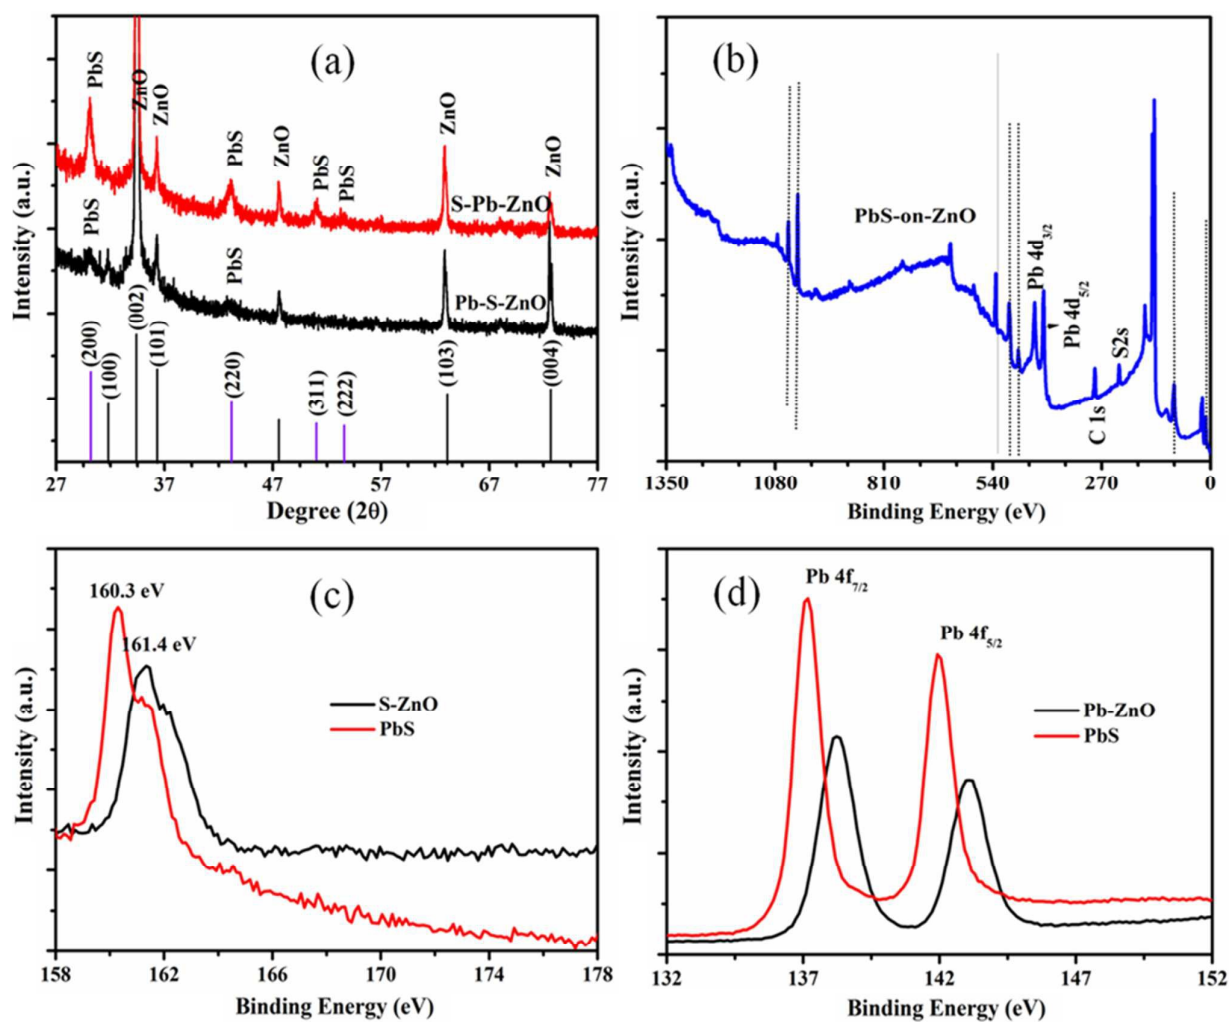 (a)
PbS
ZnO
ZnO
PbS
ZnO
PbS
PbS
ZnO
ZnO
S-Pb-ZnO
PbS
PbS
Pb-S-ZnO
(200)
(100)
(002)
(101)
(220)
(311)
(222)
(103)
(004)
27 37 47 57 67 77
Degree (2θ)
Intensity (a.u.)
(b)
PbS-on-ZnO
Pb 4d3/2
Pb 4d5/2
C 1s
S2s
1350 1080 810 540 270 0
Binding Energy (eV)
Intensity (a.u.)
(c)
160.3 eV
161.4 eV
S-ZnO
PbS
158 162 166 170 174 178
Binding Energy (eV)
Intensity (a.u.)
(d)
Pb 4f7/2
Pb 4f5/2
Pb-ZnO
PbS
132 137 142 147 152
Binding Energy (eV)
Intensity (a.u.)